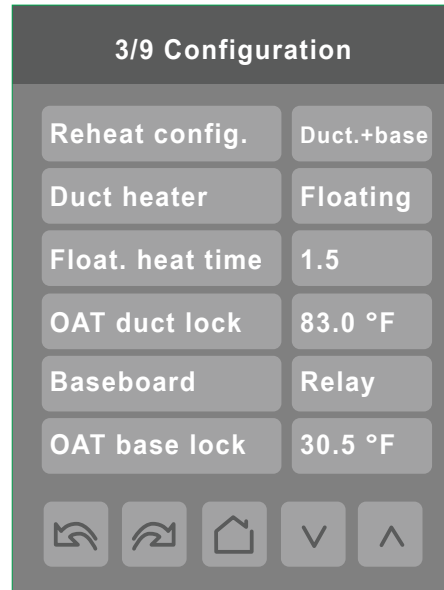 3/9 Configuration
Reheat config. Duct.+base
Duct heater Floating
Float. heat time 1.5
OAT duct lock 83.0 °F
Baseboard Relay
OAT base lock 30.5 °F